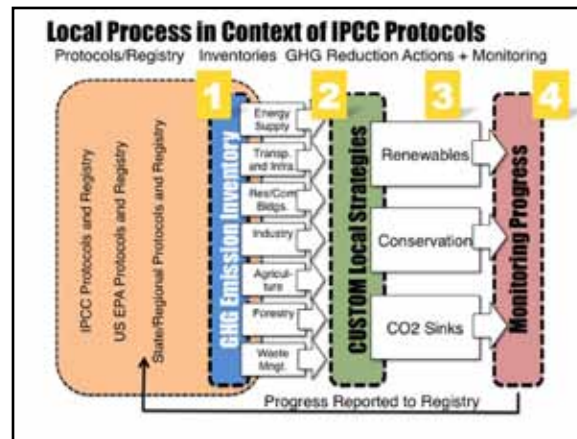 Local Process in Context of IPCC Protocols
Protocols/Registry Inventories GHG Reduction Actions + Monitoring
1
2
3
4
IPCC Protocols and Registry
US EPA Protocols and Registry
State/Regional Protocols and Registry
GHG Emission Inventory
Energy
Supply
Transp.
and Infra.
Res/Com
Bldgs.
Industry
Agricul-
ture
Forestry
Waste
Mngt.
CUSTOM Local Strategies
Renewables
Conservation
CO2 Sinks
Monitoring Progress
Progress Reported to Registry